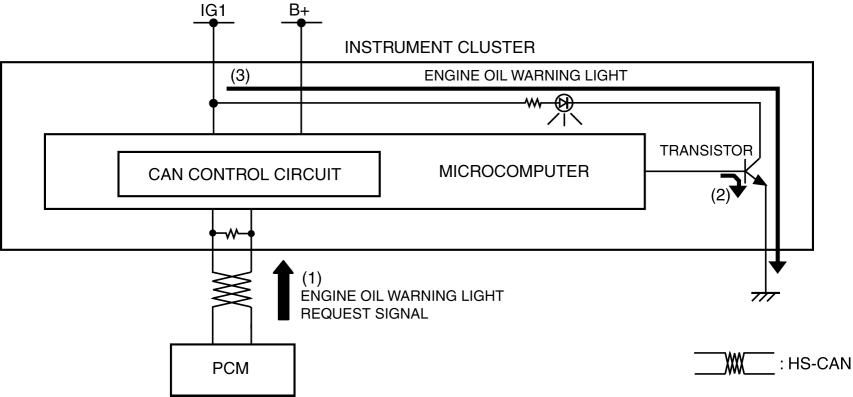 IG1
B+
INSTRUMENT CLUSTER
(3)
ENGINE OIL WARNING LIGHT
CAN CONTROL CIRCUIT
MICROCOMPUTER
TRANSISTOR
(2)
(1)
ENGINE OIL WARNING LIGHT
REQUEST SIGNAL
PCM
: HS-CAN